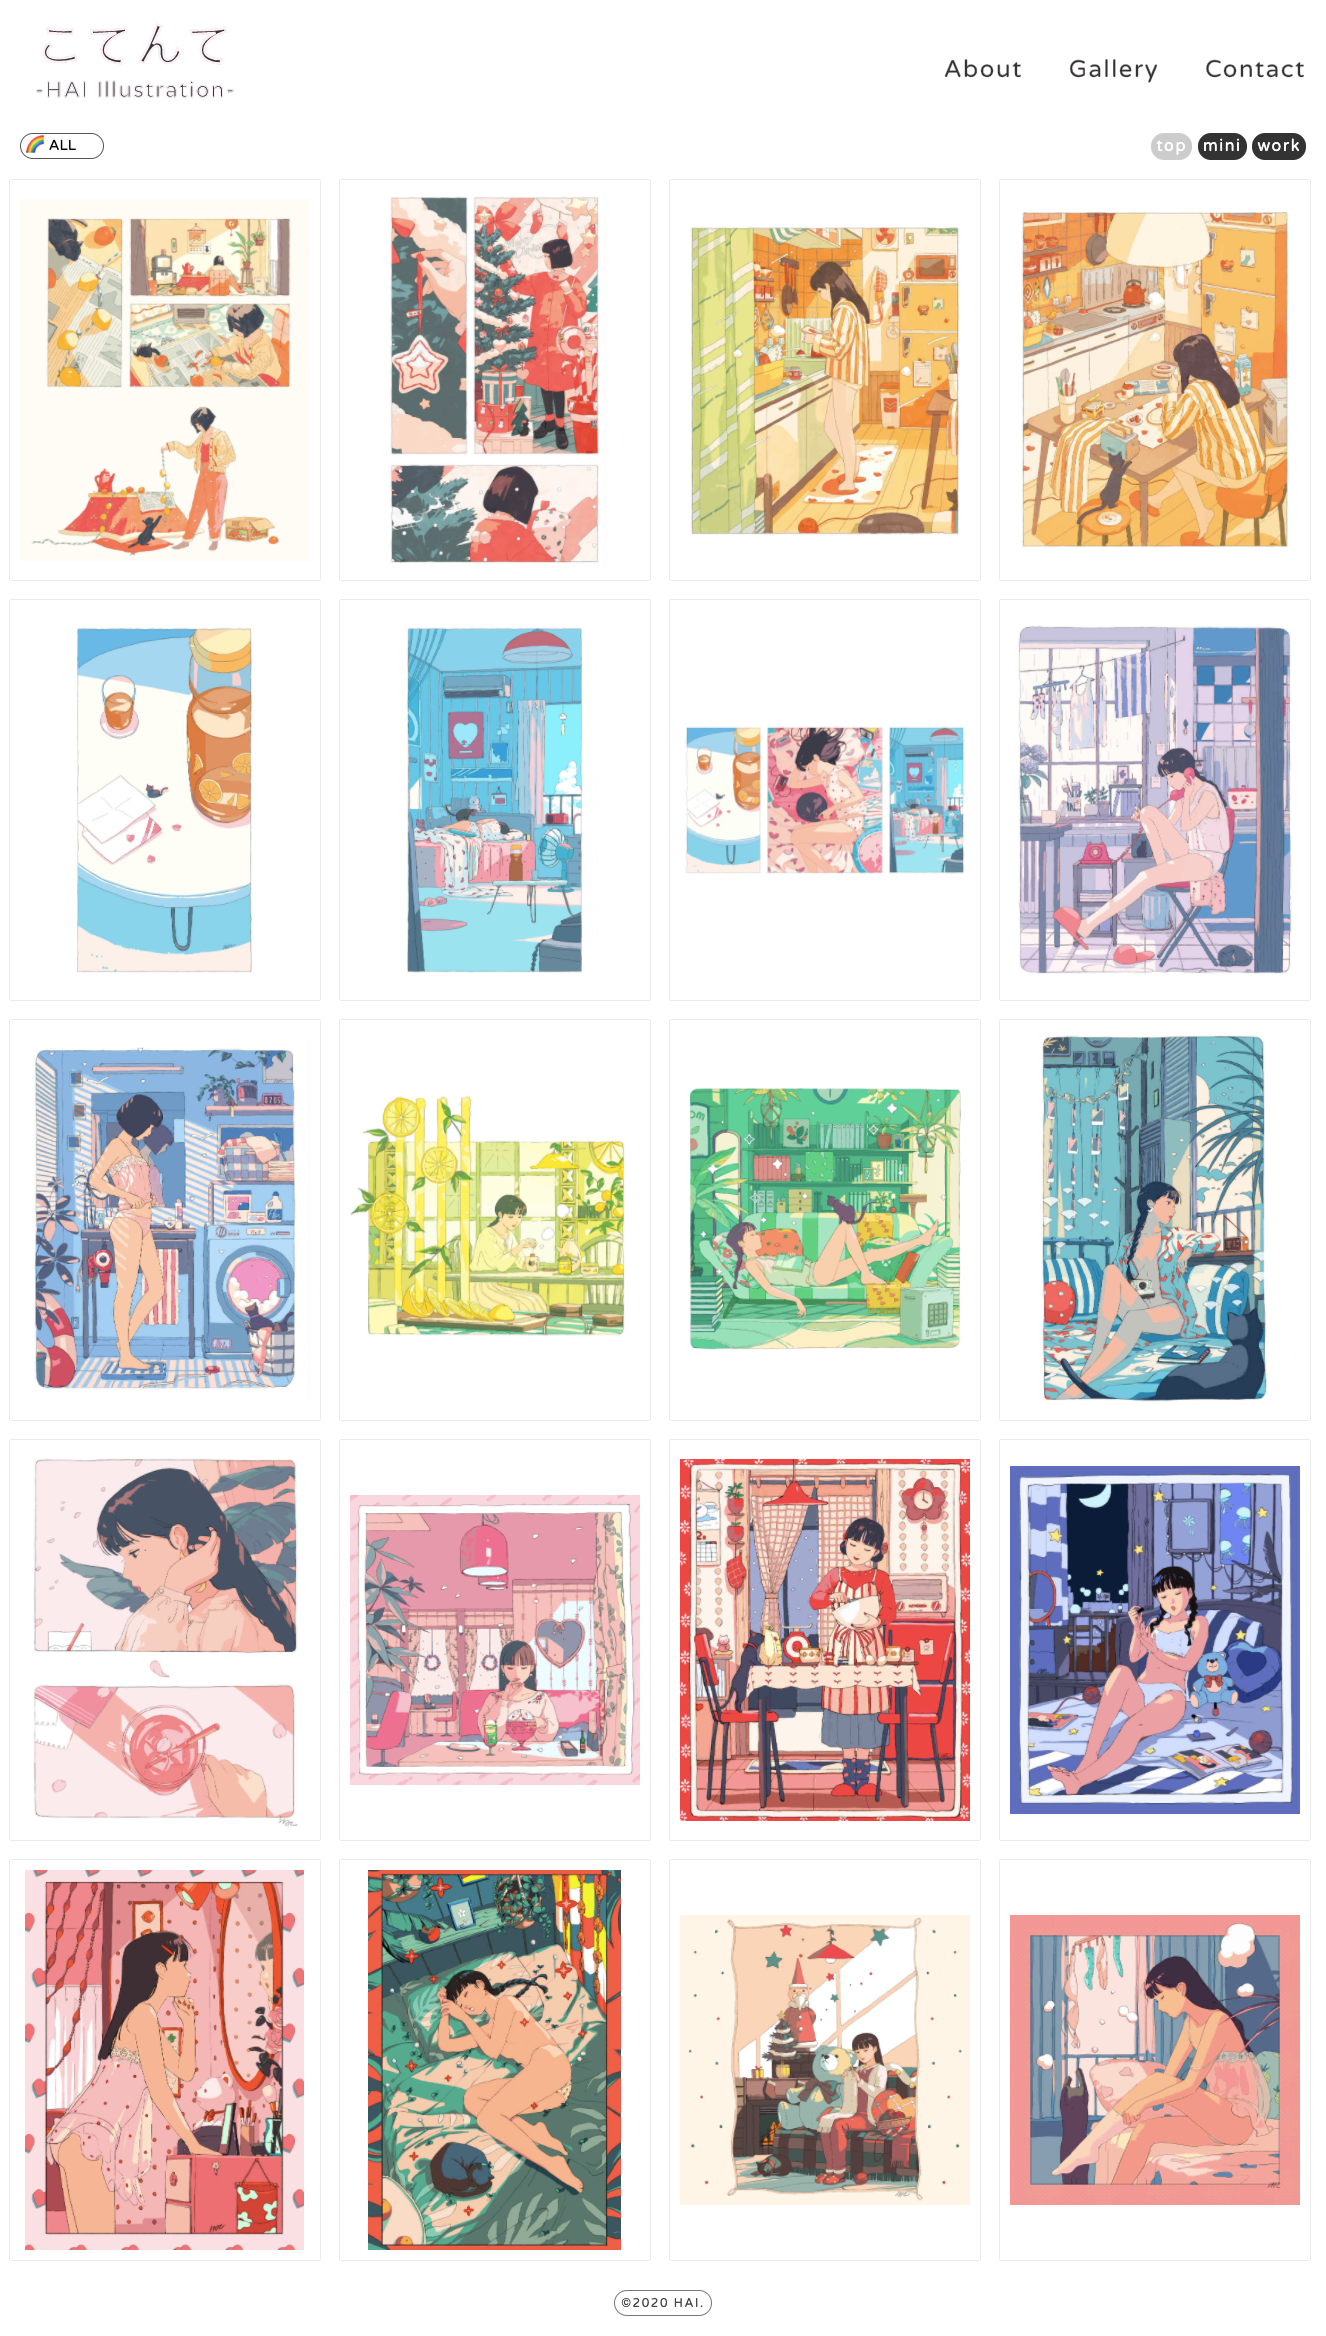 こてんて
-HAI Illustration-
About Gallery Contact
ALL
top mini work
©2020 HAI.